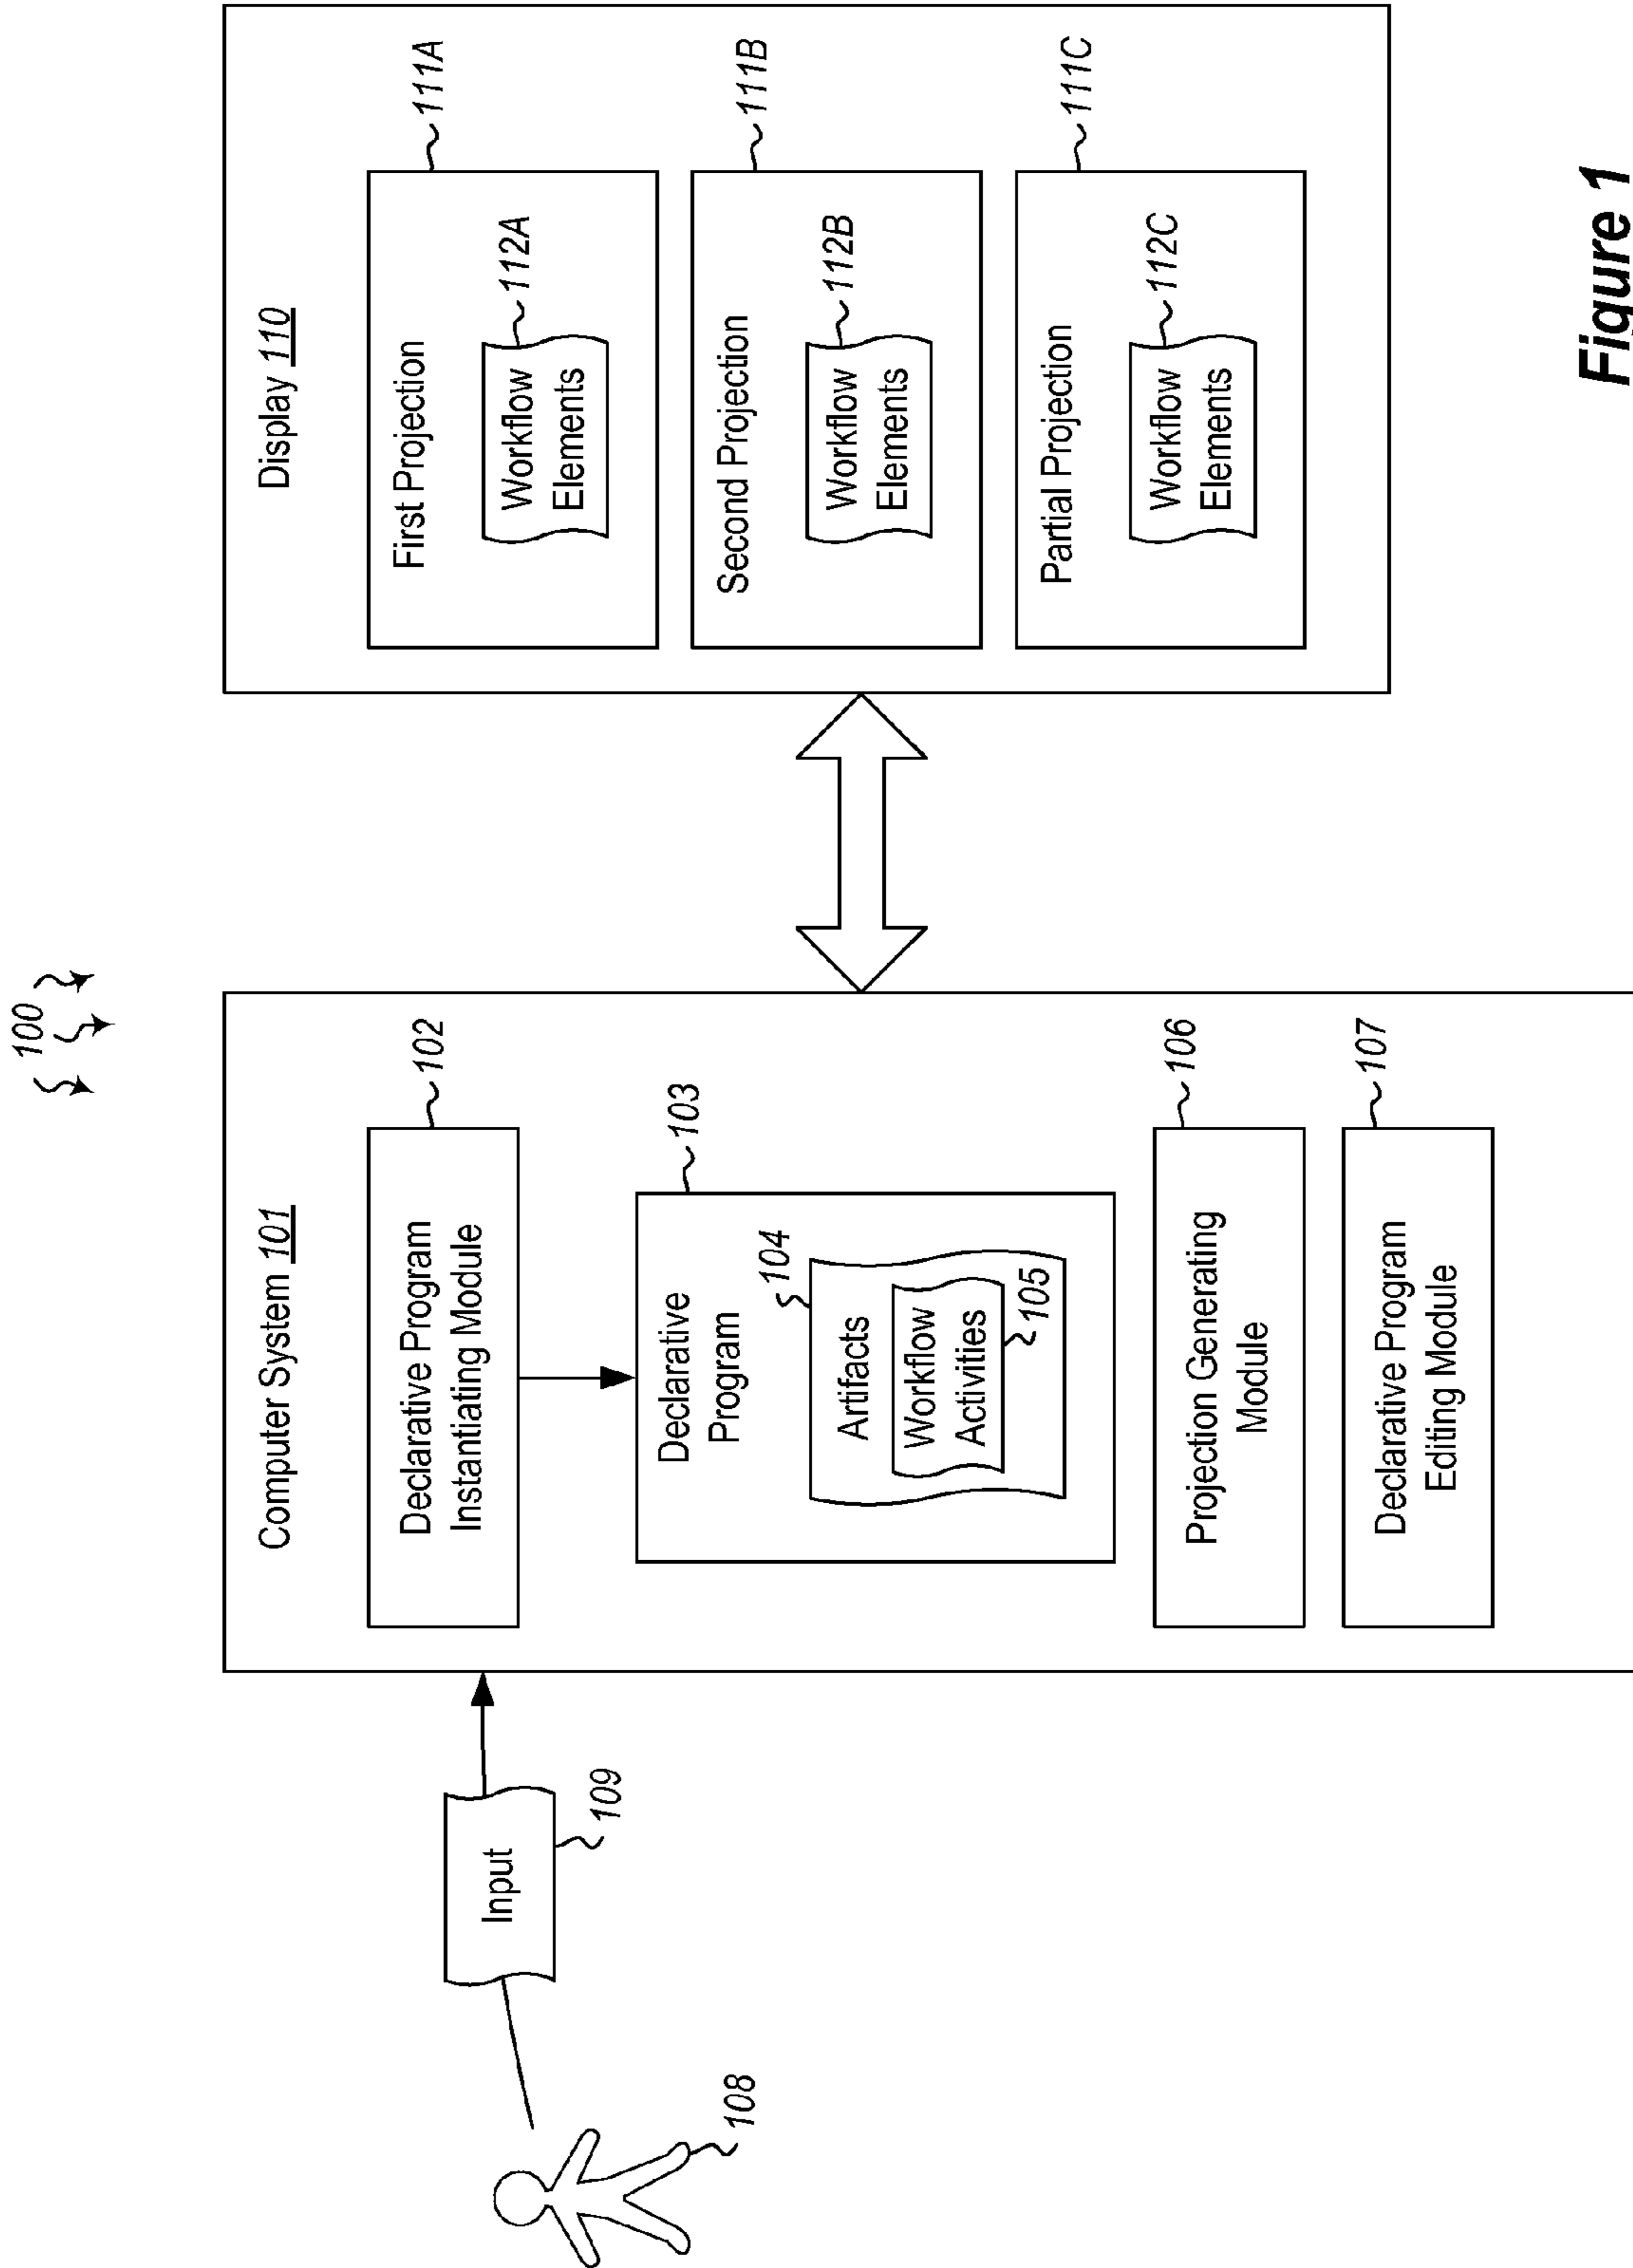 100
Computer System 101
Declarative Program
Instantiating Module
102
Declarative
Program
103
Artifacts
104
Workflow
Activities
105
Projection Generating
Module
106
Declarative Program
Editing Module
107
108
Input
109
Display 110
First Projection
111A
Workflow
Elements
112A
Second Projection
111B
Workflow
Elements
112B
Partial Projection
111C
Workflow
Elements
112C
Figure 1